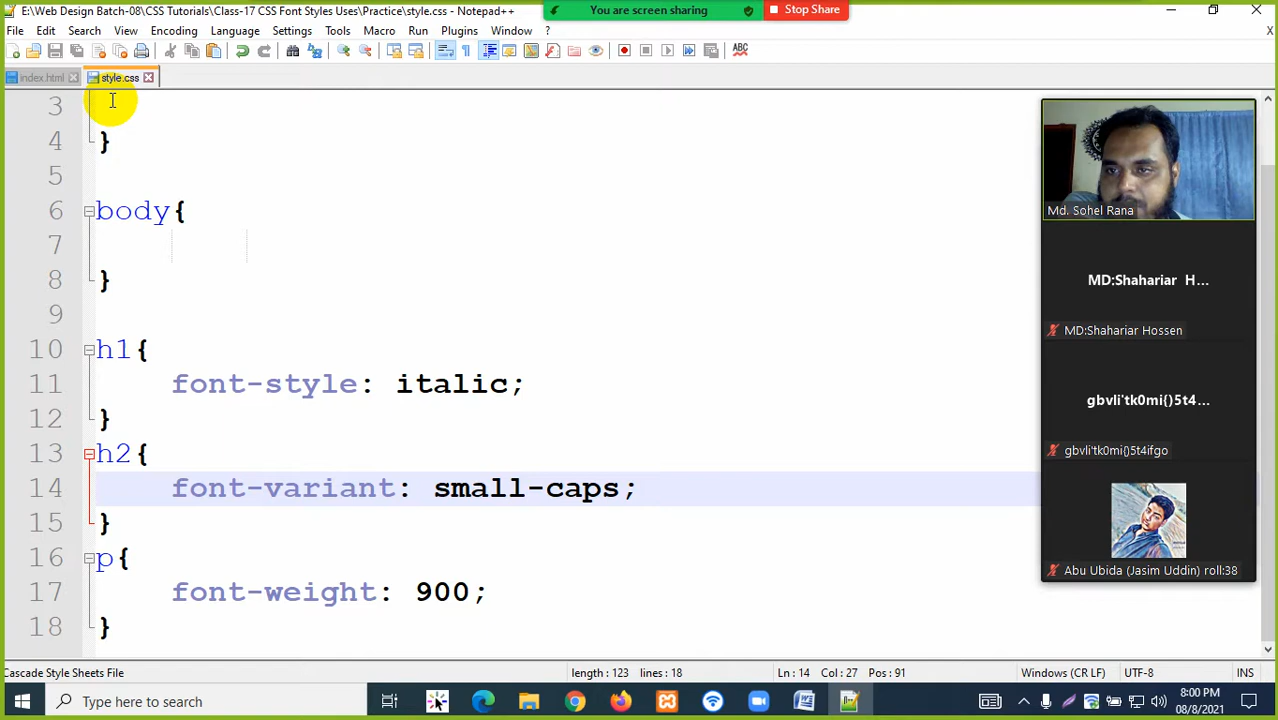 E:\Web Design Batch-08\CSS Tutorials\Class-17 CSS Font Styles Uses\Practice\style.css - Notepad++
You are screen sharing
Stop Share
File Edit Search View Encoding Language Settings Tools Macro Run Plugins Window ? X
ABC
index.html
style.css
3
4 }
5
6 body{
7
8 }
9
10 h1{
11 font-style: italic;
12 }
13 h2{
14 font-variant: small-caps;
15 }
16 p{
17 font-weight: 900;
18 }
Md. Sohel Rana
MD:Shahariar H...
MD:Shahariar Hossen
gbvli'tk0mi{)5t4...
gbvli'tk0mi{)5t4ifgo
Abu Ubida (Jasim Uddin) roll:38
Cascade Style Sheets File length : 123 lines : 18 Ln : 14 Col : 27 Pos : 91 Windows (CR LF) UTF-8 INS
Type here to search
8:00 PM
08/8/2021